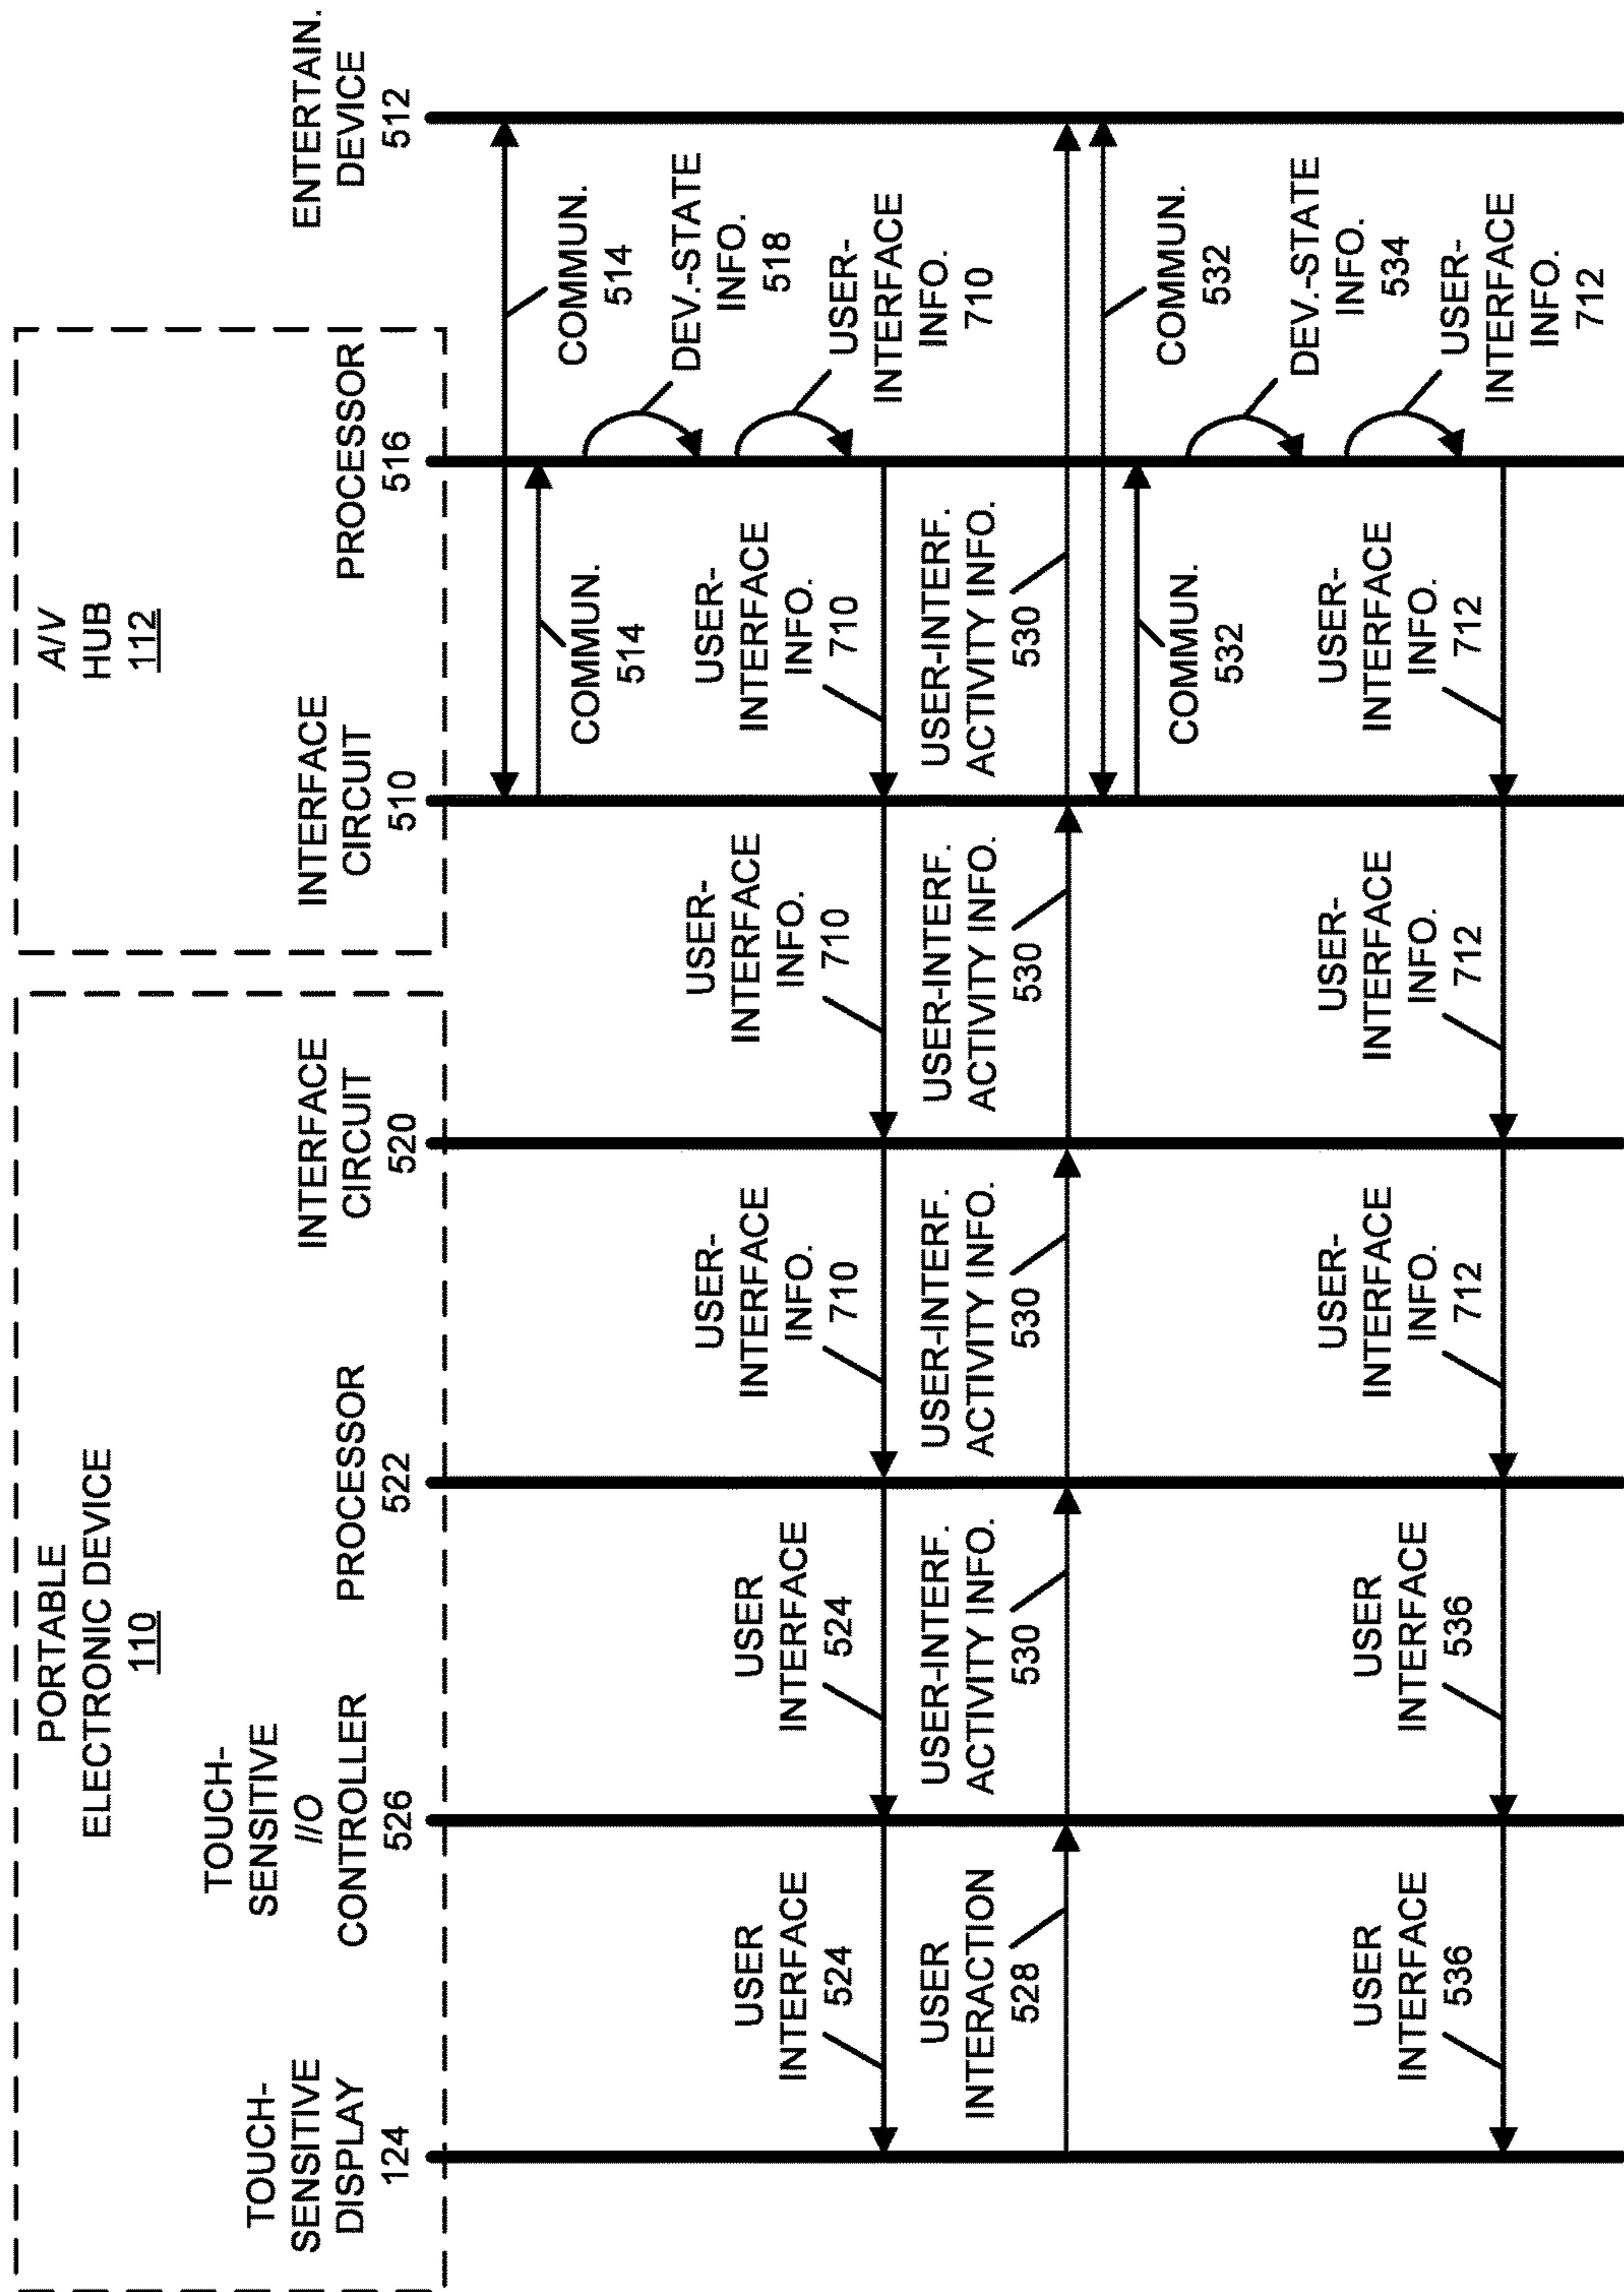 PORTABLE
ELECTRONIC DEVICE
110
A/V
HUB
112
TOUCH-
SENSITIVE
DISPLAY
124
TOUCH-
SENSITIVE
I/O
CONTROLLER
526
PROCESSOR
522
INTERFACE
CIRCUIT
520
INTERFACE
CIRCUIT
510
PROCESSOR
516
ENTERTAIN.
DEVICE
512
COMMUN.
514
COMMUN.
514
DEV.-STATE
INFO.
518
USER-
INTERFACE
INFO.
710
USER-
INTERFACE
INFO.
710
USER-
INTERFACE
INFO.
710
USER-
INTERFACE
INFO.
710
USER
INTERFACE
524
USER
INTERFACE
524
USER
INTERACTION
528
USER-INTERF.
ACTIVITY INFO.
530
USER-INTERF.
ACTIVITY INFO.
530
USER-INTERF.
ACTIVITY INFO.
530
USER-INTERF.
ACTIVITY INFO.
530
COMMUN.
532
COMMUN.
532
DEV.-STATE
INFO.
534
USER-
INTERFACE
INFO.
712
USER-
INTERFACE
INFO.
712
USER-
INTERFACE
INFO.
712
USER-
INTERFACE
INFO.
712
USER
INTERFACE
536
USER
INTERFACE
536